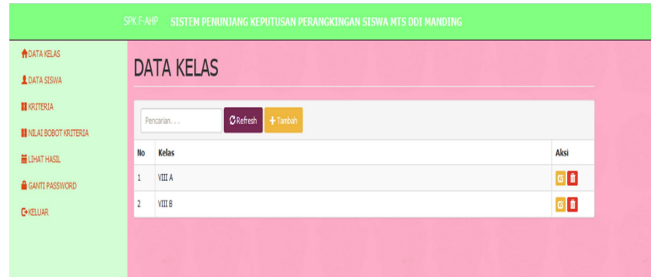 SPK F-AHP SISTEM PENUNJANG KEPUTUSAN PERANGKINGAN SISWA MTS DDI MANDING
DATA KELAS
DATA SISWA
KRITERIA
NILAI BOBOT KRITERIA
LIHAT HASIL
GANTI PASSWORD
KELUAR
DATA KELAS
Pencarian. . . Refresh Tambah
No Kelas Aksi
1 VIII A
2 VIII B